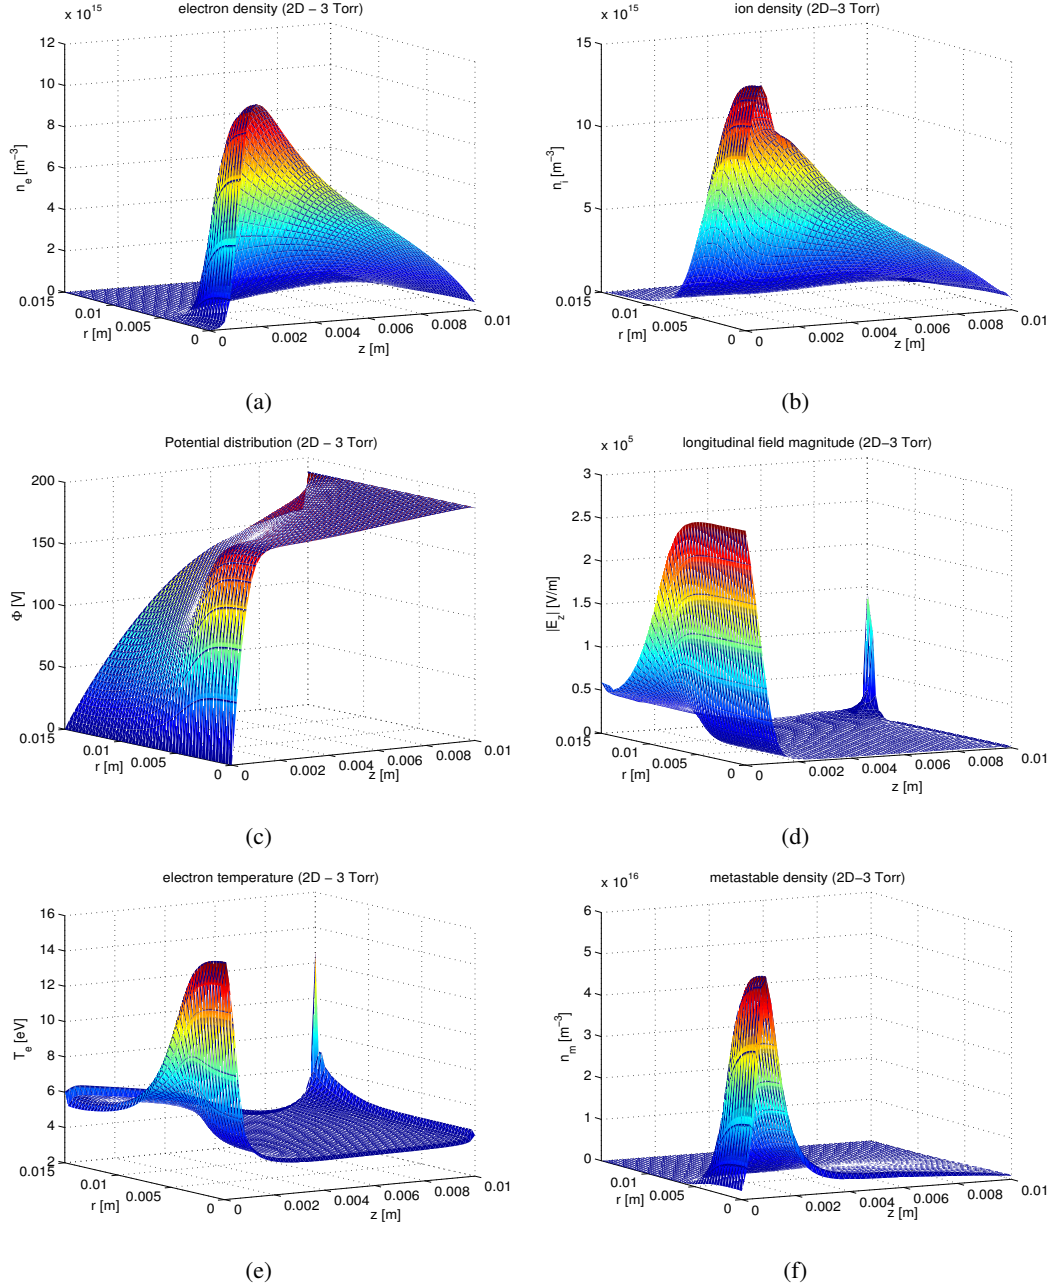 electron density (2D − 3 Torr)
x 10^15
12
10
8
6
4
2
0
n_e [m^−3]
0.015
0.01
0.005
0
r [m]
0
0.002
0.004
0.006
0.008
0.01
z [m]
(a)
ion density (2D−3 Torr)
x 10^15
15
10
5
0
n_i [m^−3]
0.015
0.01
0.005
0
r [m]
0
0.002
0.004
0.006
0.008
0.01
z [m]
(b)
Potential distribution (2D − 3 Torr)
200
150
100
50
0
Φ [V]
0.015
0.01
0.005
0
r [m]
0
0.002
0.004
0.006
0.008
0.01
z [m]
(c)
longitudinal field magnitude (2D−3 Torr)
x 10^5
3
2.5
2
1.5
1
0.5
0
|E_z| [V/m]
0.015
0.01
0.005
0
r [m]
0
0.002
0.004
0.006
0.008
0.01
z [m]
(d)
electron temperature (2D − 3 Torr)
16
14
12
10
8
6
4
2
T_e [eV]
0.015
0.01
0.005
0
r [m]
0
0.002
0.004
0.006
0.008
0.01
z [m]
(e)
metastable density (2D−3 Torr)
x 10^16
6
5
4
3
2
1
0
n_m [m^−3]
0.015
0.01
0.005
0
r [m]
0
0.002
0.004
0.006
0.008
0.01
z [m]
(f)